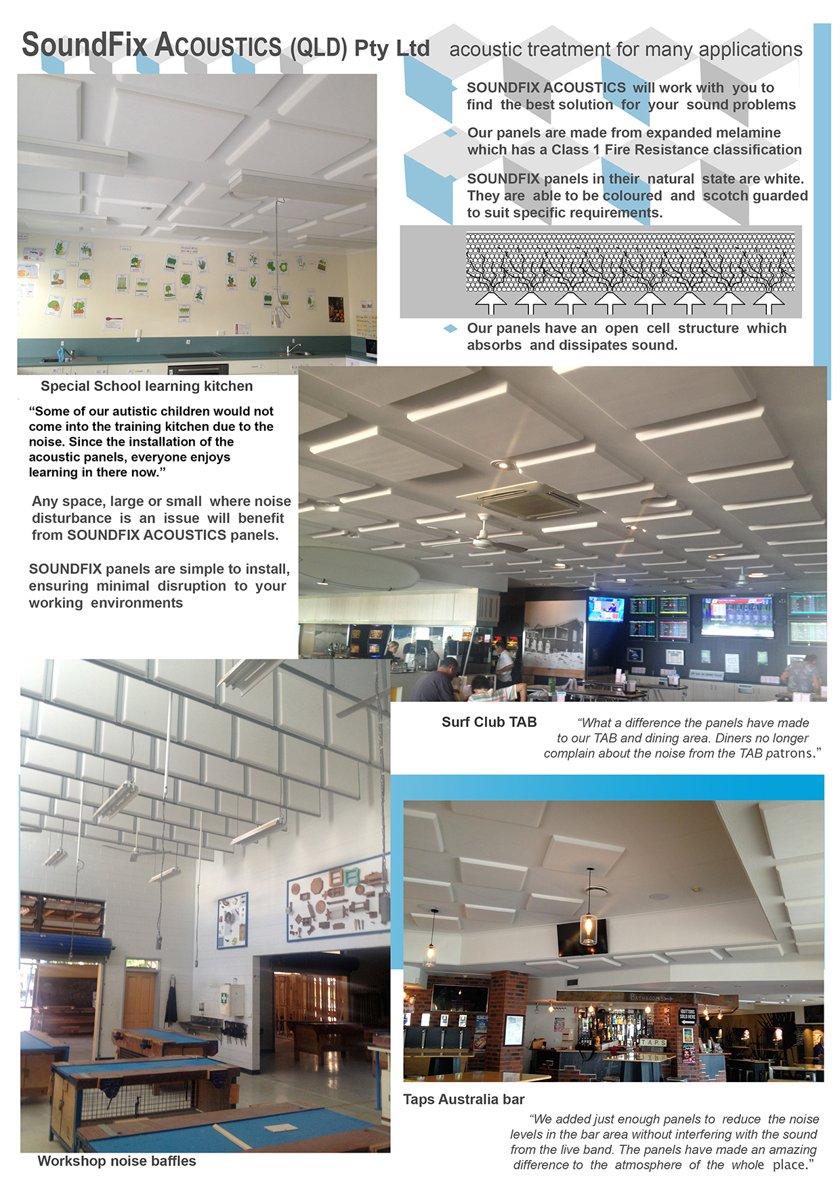 SoundFix ACOUSTICS (QLD) Pty Ltd acoustic treatment for many applications
SOUNDFIX ACOUSTICS will work with you to
find the best solution for your sound problems
Our panels are made from expanded melamine
which has a Class 1 Fire Resistance classification
SOUNDFIX panels in their natural state are white.
They are able to be coloured and scotch guarded
to suit specific requirements.
Our panels have an open cell structure which
absorbs and dissipates sound.
Special School learning kitchen
“Some of our autistic children would not
come into the training kitchen due to the
noise. Since the installation of the
acoustic panels, everyone enjoys
learning in there now.”
Any space, large or small where noise
disturbance is an issue will benefit
from SOUNDFIX ACOUSTICS panels.
SOUNDFIX panels are simple to install,
ensuring minimal disruption to your
working environments
Surf Club TAB
“What a difference the panels have made
to our TAB and dining area. Diners no longer
complain about the noise from the TAB patrons.”
Workshop noise baffles
BATHROOMS
TAPS
Taps Australia bar
“We added just enough panels to reduce the noise
levels in the bar area without interfering with the sound
from the live band. The panels have made an amazing
difference to the atmosphere of the whole place.”